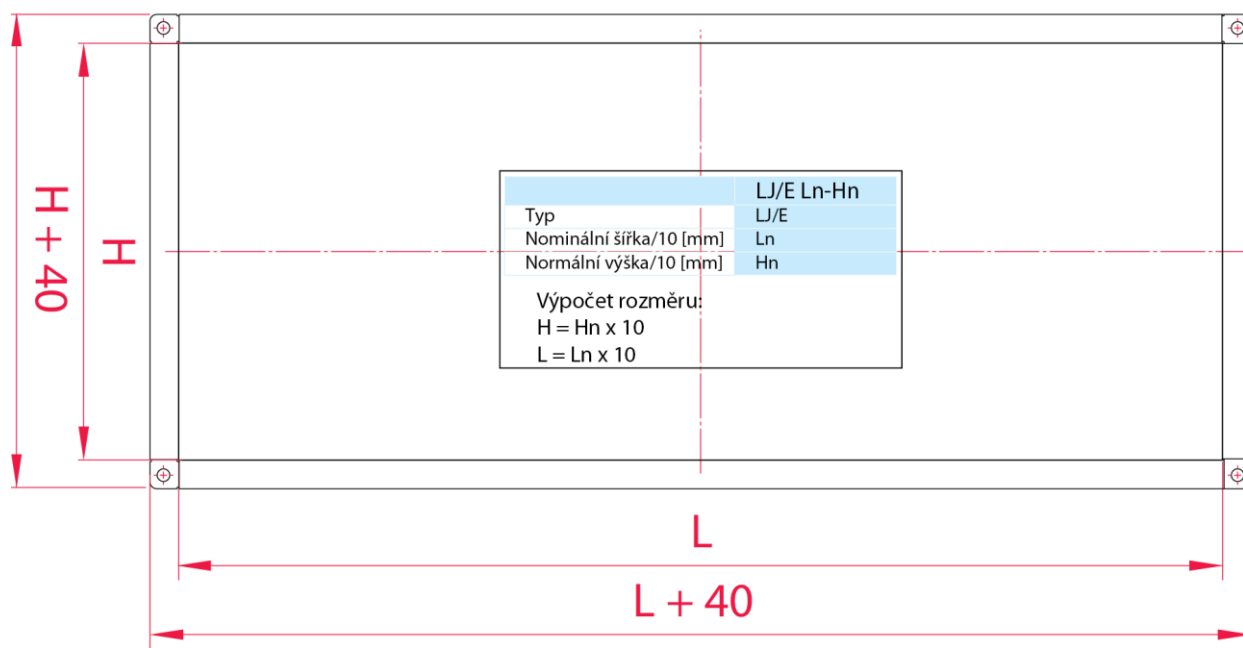 H + 40
H
LJ/E Ln-Hn
Typ LJ/E
Nominální šířka/10 [mm] Ln
Normální výška/10 [mm] Hn
Výpočet rozměru:
H = Hn x 10
L = Ln x 10
L
L + 40